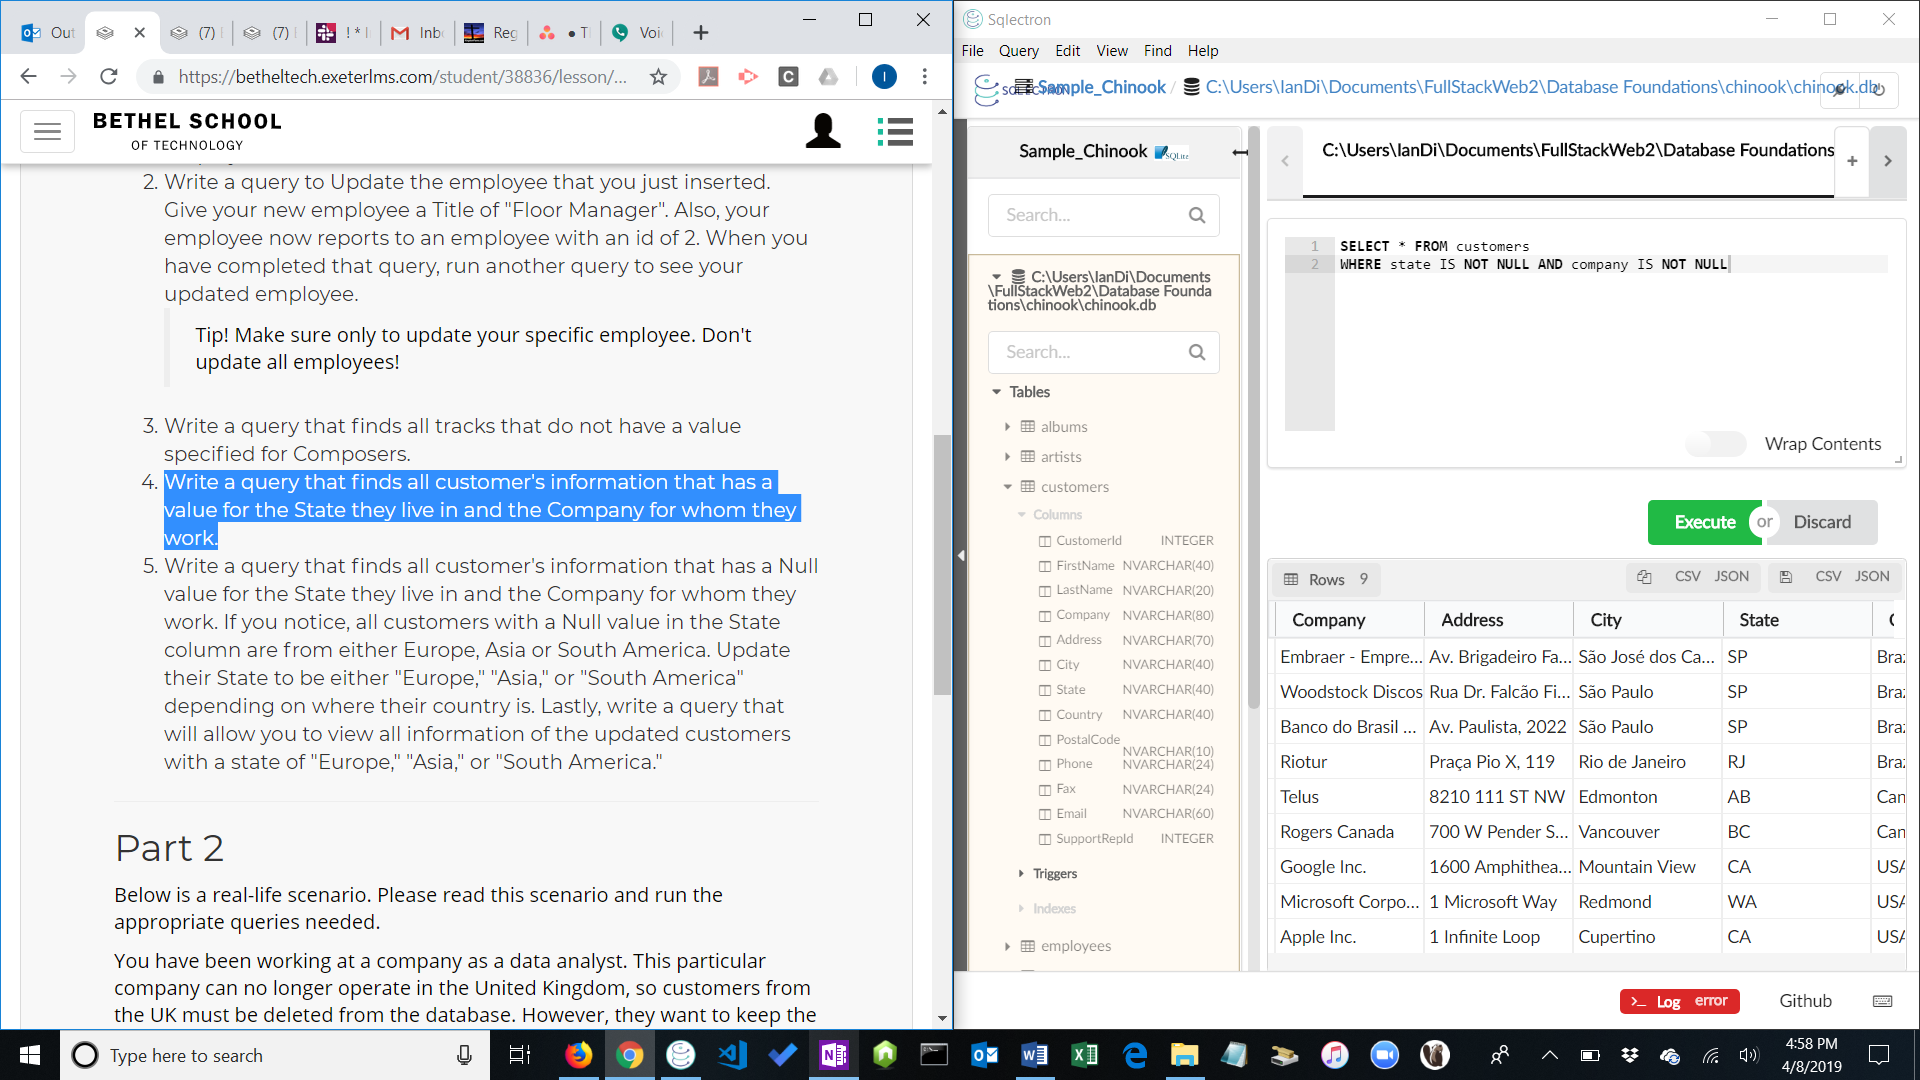 Out
(7)
(7)
! * I
Inb
Reg
● T
Voi
https://betheltech.exeterlms.com/student/38836/lesson/...
C
I
BETHEL SCHOOL
OF TECHNOLOGY
2. Write a query to Update the employee that you just inserted.
Give your new employee a Title of "Floor Manager". Also, your
employee now reports to an employee with an id of 2. When you
have completed that query, run another query to see your
updated employee.
Tip! Make sure only to update your specific employee. Don't
update all employees!
3. Write a query that finds all tracks that do not have a value
specified for Composers.
4. Write a query that finds all customer's information that has a
value for the State they live in and the Company for whom they
work.
5. Write a query that finds all customer's information that has a Null
value for the State they live in and the Company for whom they
work. If you notice, all customers with a Null value in the State
column are from either Europe, Asia or South America. Update
their State to be either "Europe," "Asia," or "South America"
depending on where their country is. Lastly, write a query that
will allow you to view all information of the updated customers
with a state of "Europe," "Asia," or "South America."
Part 2
Below is a real-life scenario. Please read this scenario and run the
appropriate queries needed.
You have been working at a company as a data analyst. This particular
company can no longer operate in the United Kingdom, so customers from
the UK must be deleted from the database. However, they want to keep the
Sqlectron
File Query Edit View Find Help
Sample_Chinook / C:\Users\IanDi\Documents\FullStackWeb2\Database Foundations\chinook\chinook.db
Sample_Chinook SQLite
Search...
C:\Users\IanDi\Documents
\FullStackWeb2\Database Founda
tions\chinook\chinook.db
Search...
Tables
albums
artists
customers
Columns
CustomerId INTEGER
FirstName NVARCHAR(40)
LastName NVARCHAR(20)
Company NVARCHAR(80)
Address NVARCHAR(70)
City NVARCHAR(40)
State NVARCHAR(40)
Country NVARCHAR(40)
PostalCode NVARCHAR(10)
Phone NVARCHAR(24)
Fax NVARCHAR(24)
Email NVARCHAR(60)
SupportRepId INTEGER
Triggers
Indexes
employees
C:\Users\IanDi\Documents\FullStackWeb2\Database Foundations
+
1 SELECT * FROM customers
2 WHERE state IS NOT NULL AND company IS NOT NULL
Wrap Contents
Execute or Discard
Rows 9 CSV JSON CSV JSON
Company Address City State
Embraer - Empre... Av. Brigadeiro Fa... São José dos Ca... SP Braz
Woodstock Discos Rua Dr. Falcão Fi... São Paulo SP Braz
Banco do Brasil ... Av. Paulista, 2022 São Paulo SP Braz
Riotur Praça Pio X, 119 Rio de Janeiro RJ Braz
Telus 8210 111 ST NW Edmonton AB Can
Rogers Canada 700 W Pender S... Vancouver BC Can
Google Inc. 1600 Amphithea... Mountain View CA USA
Microsoft Corpo... 1 Microsoft Way Redmond WA USA
Apple Inc. 1 Infinite Loop Cupertino CA USA
>_ Log error
Github
Type here to search
4:58 PM
4/8/2019